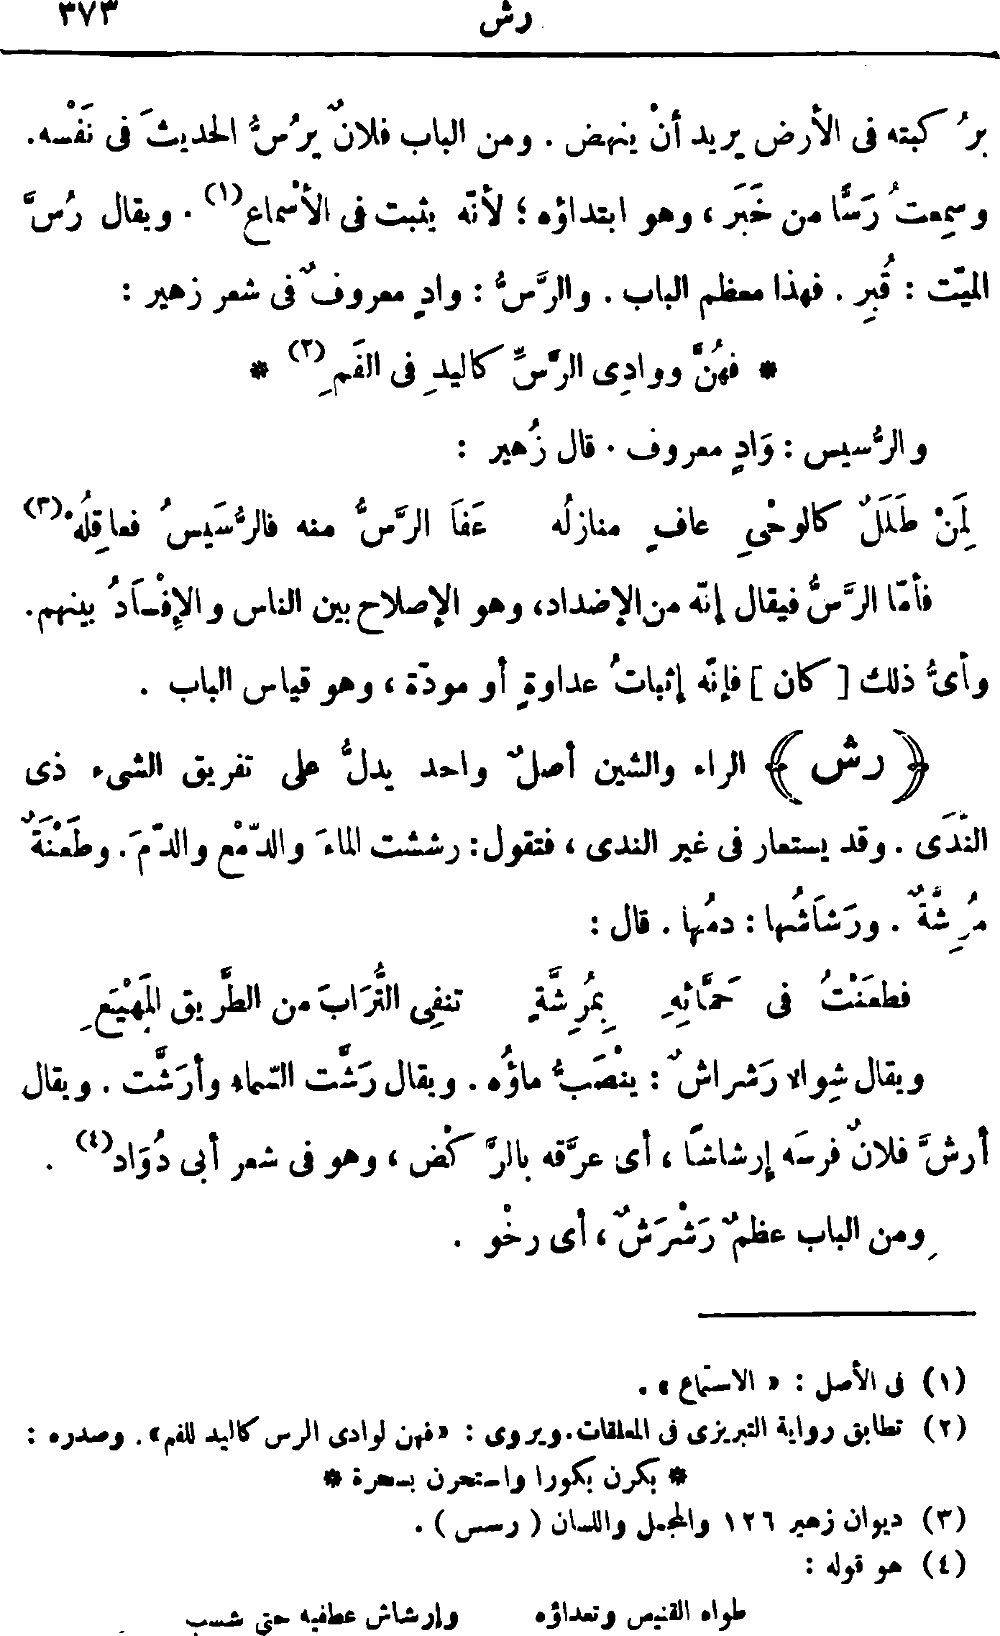 رش ٣٧٣
برُكبته فى الأرض يريد أنْ ينهض . ومن الباب فلانٌ يرُسُّ الحديثَ فى نَفْسه.
وسمِعتُ رَسًّا من خَبَر ، وهو ابتداؤه ؛ لأنّه يثبت فى الأسْماع(١) . ويقال رُسَّ
الميّت : قُبِر . فهذا معظم الباب . والرَّسُّ : وادٍ معروفٌ فى شعر زهير :
* فهُنَّ ووادِى الرَّسِّ كاليدِ فى الفَمِ(٢) *
والرُّسيس : وَادٍ معروف . قال زُهير :
لِمَنْ طَلَلٌ كالوحْىِ عافٍ منازلُه عَفَا الرَّسُّ منه فالرُّسَيسُ فعاقِلُهْ(٣)
فأمّا الرَّسُّ فيقال إنّه من الإضداد، وهو الإصلاح بين الناس والإِفْسَادُ بينهم.
وأىُّ ذلك [ كان ] فإنّه إثباتُ عداوةٍ أو مودّة ، وهو قياس الباب .
﴿ رش ﴾ الراء والشين أصلٌ واحد يدلُّ على تفريق الشىء ذى
النَّدَى . وقد يستعار فى غير الندى ، فتقول: رششت الماءَ والدّمْع والدّمَ . وطَعْنَةٌ
مُرِشَّةٌ . ورَشَاشُها : دمُها . قال :
فطعَنْتُ فى حَمَّائِهِ بِمُرِشَّةٍ تنفِى التُّرَابَ من الطَّريق المَهْيَعِ
ويقال شِواء رَشراشٌ : ينْصَبُّ ماؤُه . ويقال رَشَّت السّماء وأرَشَّت . ويقال
أرشَّ فلانٌ فرسَه إرشاشًا ، أى عرَّقه بالرَّكْض ، وهو فى شعر أبى دُوَاد(٤) .
ومن الباب عظمٌ رَشْرَشٌ ، أى رخْو .
(١) فى الأصل : « الاستماع » .
(٢) تطابق رواية التبريزى فى المعلقات. ويروى : « فهن لوادى الرس كاليد للفم » . وصدره :
* بكرن بكورا واستحرن بسحرة *
(٣) ديوان زهير ١٢٦ والمجمل واللسان ( رسس ) .
(٤) هو قوله :
طواه القنيص وتعداؤه وإرشاش عطفيه حتى شسب